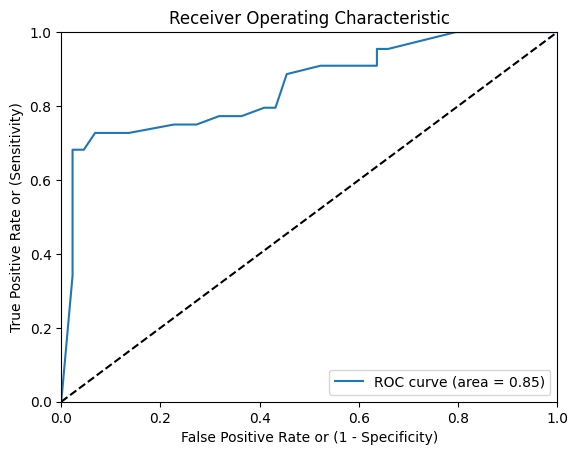 Receiver Operating Characteristic
True Positive Rate or (Sensitivity)
1.0
0.8
0.6
0.4
0.2
0.0
ROC curve (area = 0.85)
0.0 0.2 0.4 0.6 0.8 1.0
False Positive Rate or (1 - Specificity)